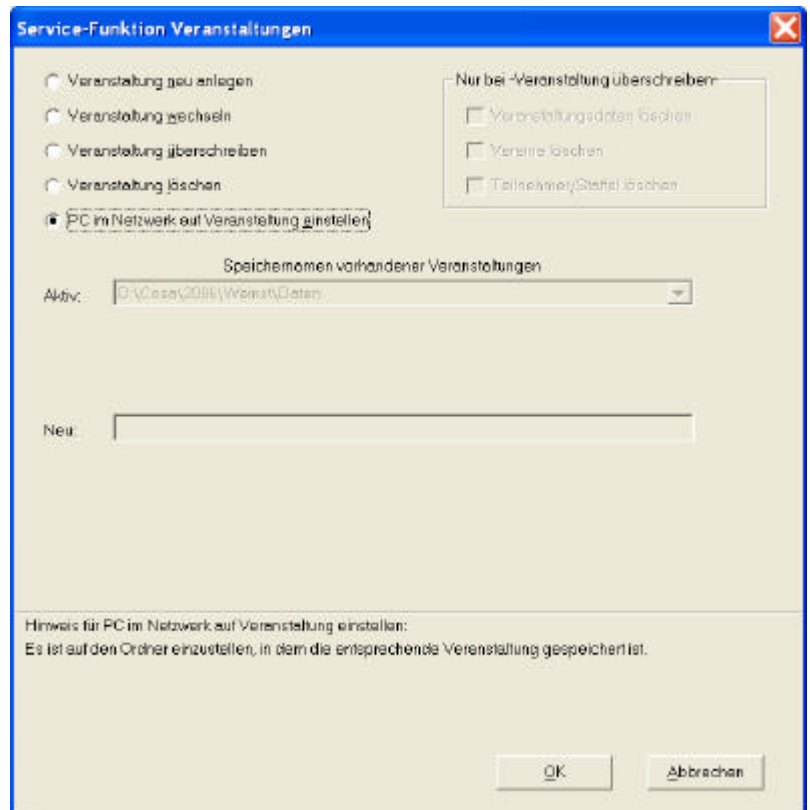 Service-Funktion Veranstaltungen
Veranstaltung neu anlegen
Veranstaltung wechseln
Veranstaltung überschreiben
Veranstaltung löschen
PC im Netzwerk auf Veranstaltung einstellen
Nur bei -Veranstaltung überschreiben-
Veranstaltungsdaten löschen
Vereine löschen
Teilnehmer/Staffel löschen
Speichernamen vorhandener Veranstaltungen
Aktiv:
Neu:
Hinweis für PC im Netzwerk auf Veranstaltung einstellen:
Es ist auf den Ordner einzustellen, in dem die entsprechende Veranstaltung gespeichert ist.
OK
Abbrechen